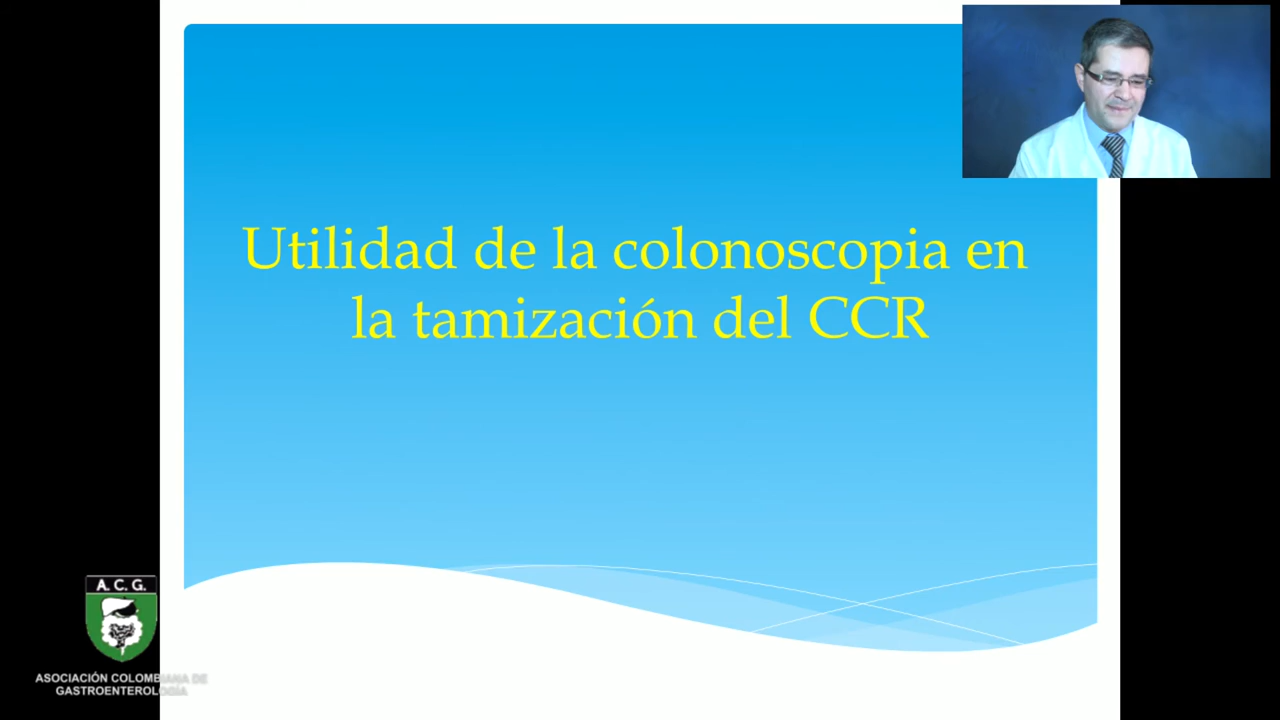 Utilidad de la colonoscopia en
la tamización del CCR
A. C. G.
ASOCIACIÓN COLOMBIANA DE
GASTROENTEROLOGÍA